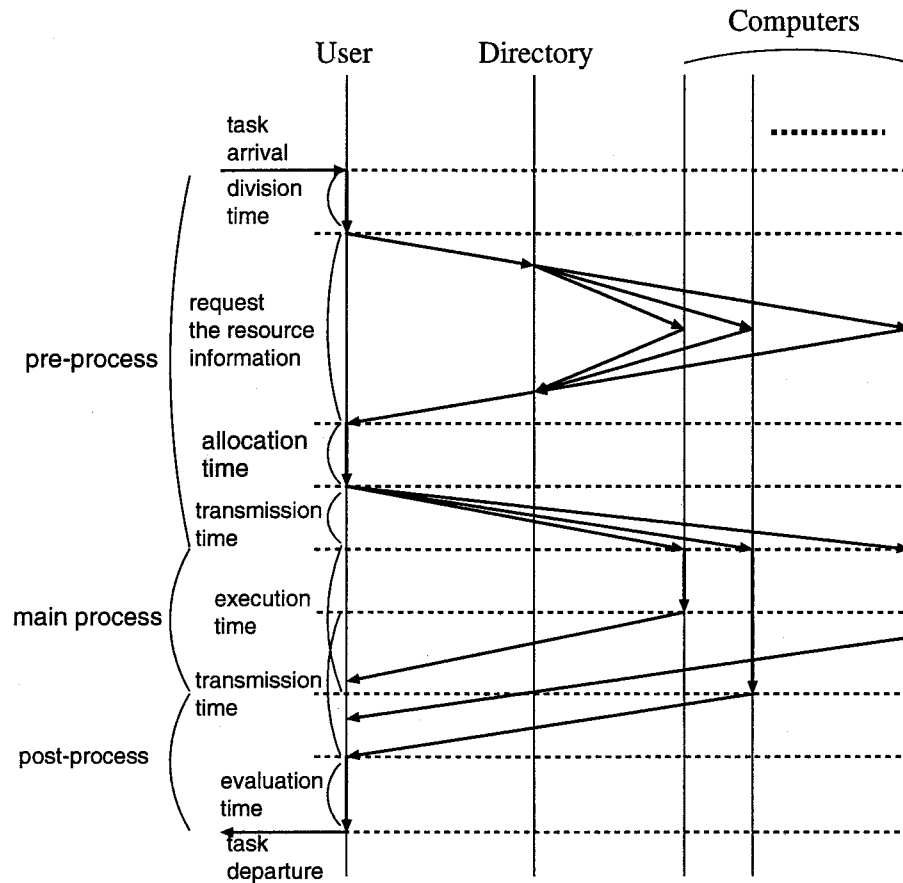 Computers
User
Directory
task
arrival
division
time
request
the resource
information
pre-process
allocation
time
transmission
time
execution
time
main process
transmission
time
post-process
evaluation
time
task
departure